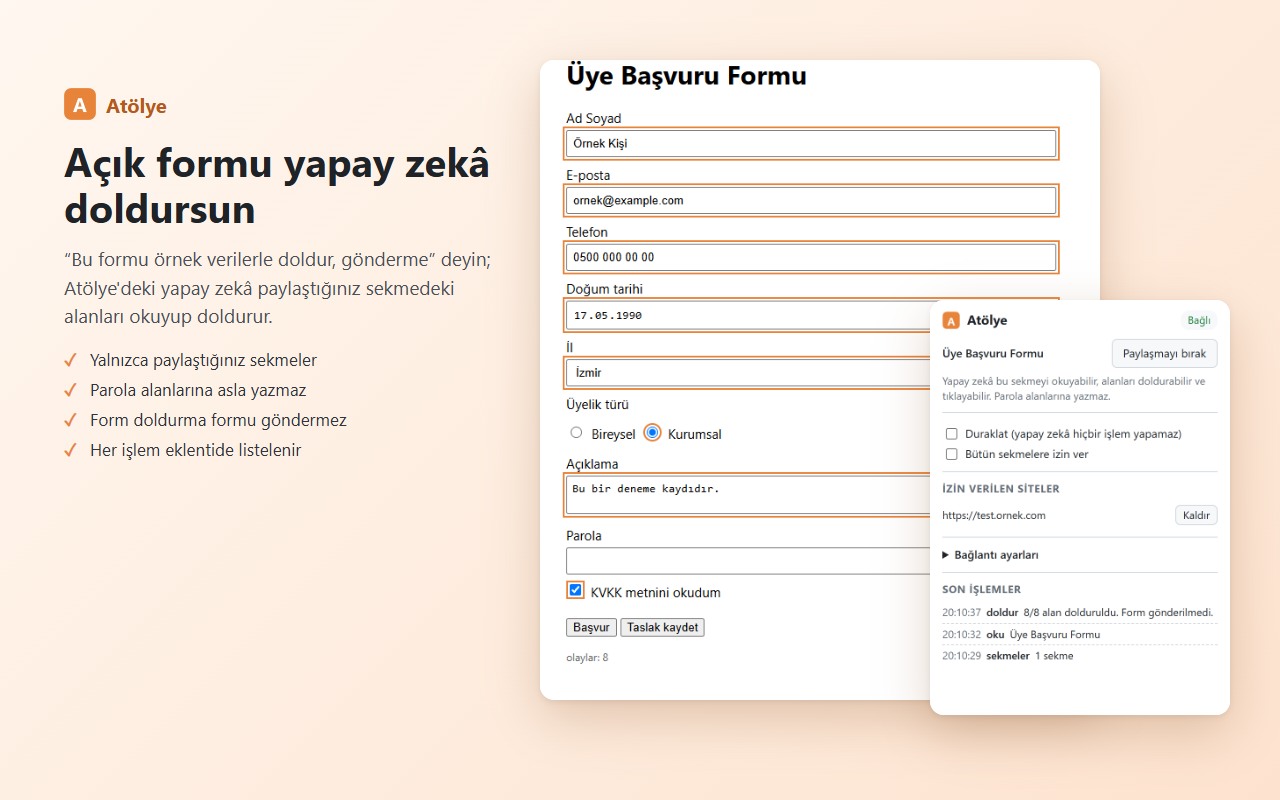 A Atölye
Açık formu yapay zekâ
doldursun
“Bu formu örnek verilerle doldur, gönderme” deyin;
Atölye'deki yapay zekâ paylaştığınız sekmedeki
alanları okuyup doldurur.
✓ Yalnızca paylaştığınız sekmeler
✓ Parola alanlarına asla yazmaz
✓ Form doldurma formu göndermez
✓ Her işlem eklentide listelenir
Üye Başvuru Formu
Ad Soyad
Örnek Kişi
E-posta
ornek@example.com
Telefon
0500 000 00 00
Doğum tarihi
17.05.1990
İl
İzmir
Üyelik türü
Bireysel Kurumsal
Açıklama
Bu bir deneme kaydıdır.
Parola
KVKK metnini okudum
Başvur Taslak kaydet
olaylar: 8
A Atölye Bağlı
Üye Başvuru Formu Paylaşmayı bırak
Yapay zekâ bu sekmeyi okuyabilir, alanları doldurabilir ve
tıklayabilir. Parola alanlarına yazmaz.
Duraklat (yapay zekâ hiçbir işlem yapamaz)
Bütün sekmelere izin ver
İZİN VERİLEN SİTELER
https://test.ornek.com Kaldır
Bağlantı ayarları
SON İŞLEMLER
20:10:37 doldur 8/8 alan dolduruldu. Form gönderilmedi.
20:10:32 oku Üye Başvuru Formu
20:10:29 sekmeler 1 sekme